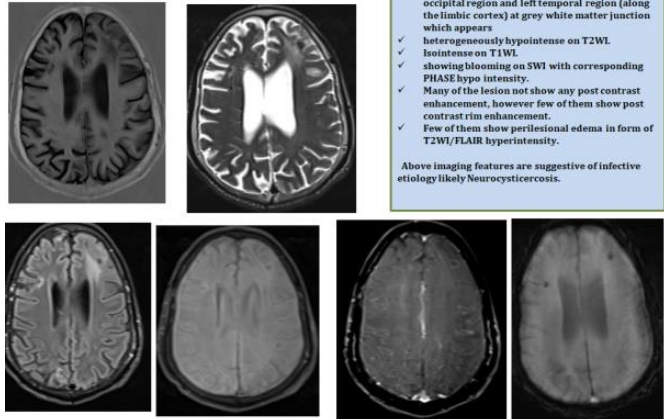 occipital region and left temporal region (along
the limbic cortex) at grey white matter junction
which appears
✓ heterogeneously hypointense on T2WI.
✓ Isointense on T1WI.
✓ showing blooming on SWI with corresponding
PHASE hypo intensity.
✓ Many of the lesion not show any post contrast
enhancement, however few of them show post
contrast rim enhancement.
✓ Few of them show perilesional edema in form of
T2WI/FLAIR hyperintensity.
Above imaging features are suggestive of infective
etiology likely Neurocysticercosis.